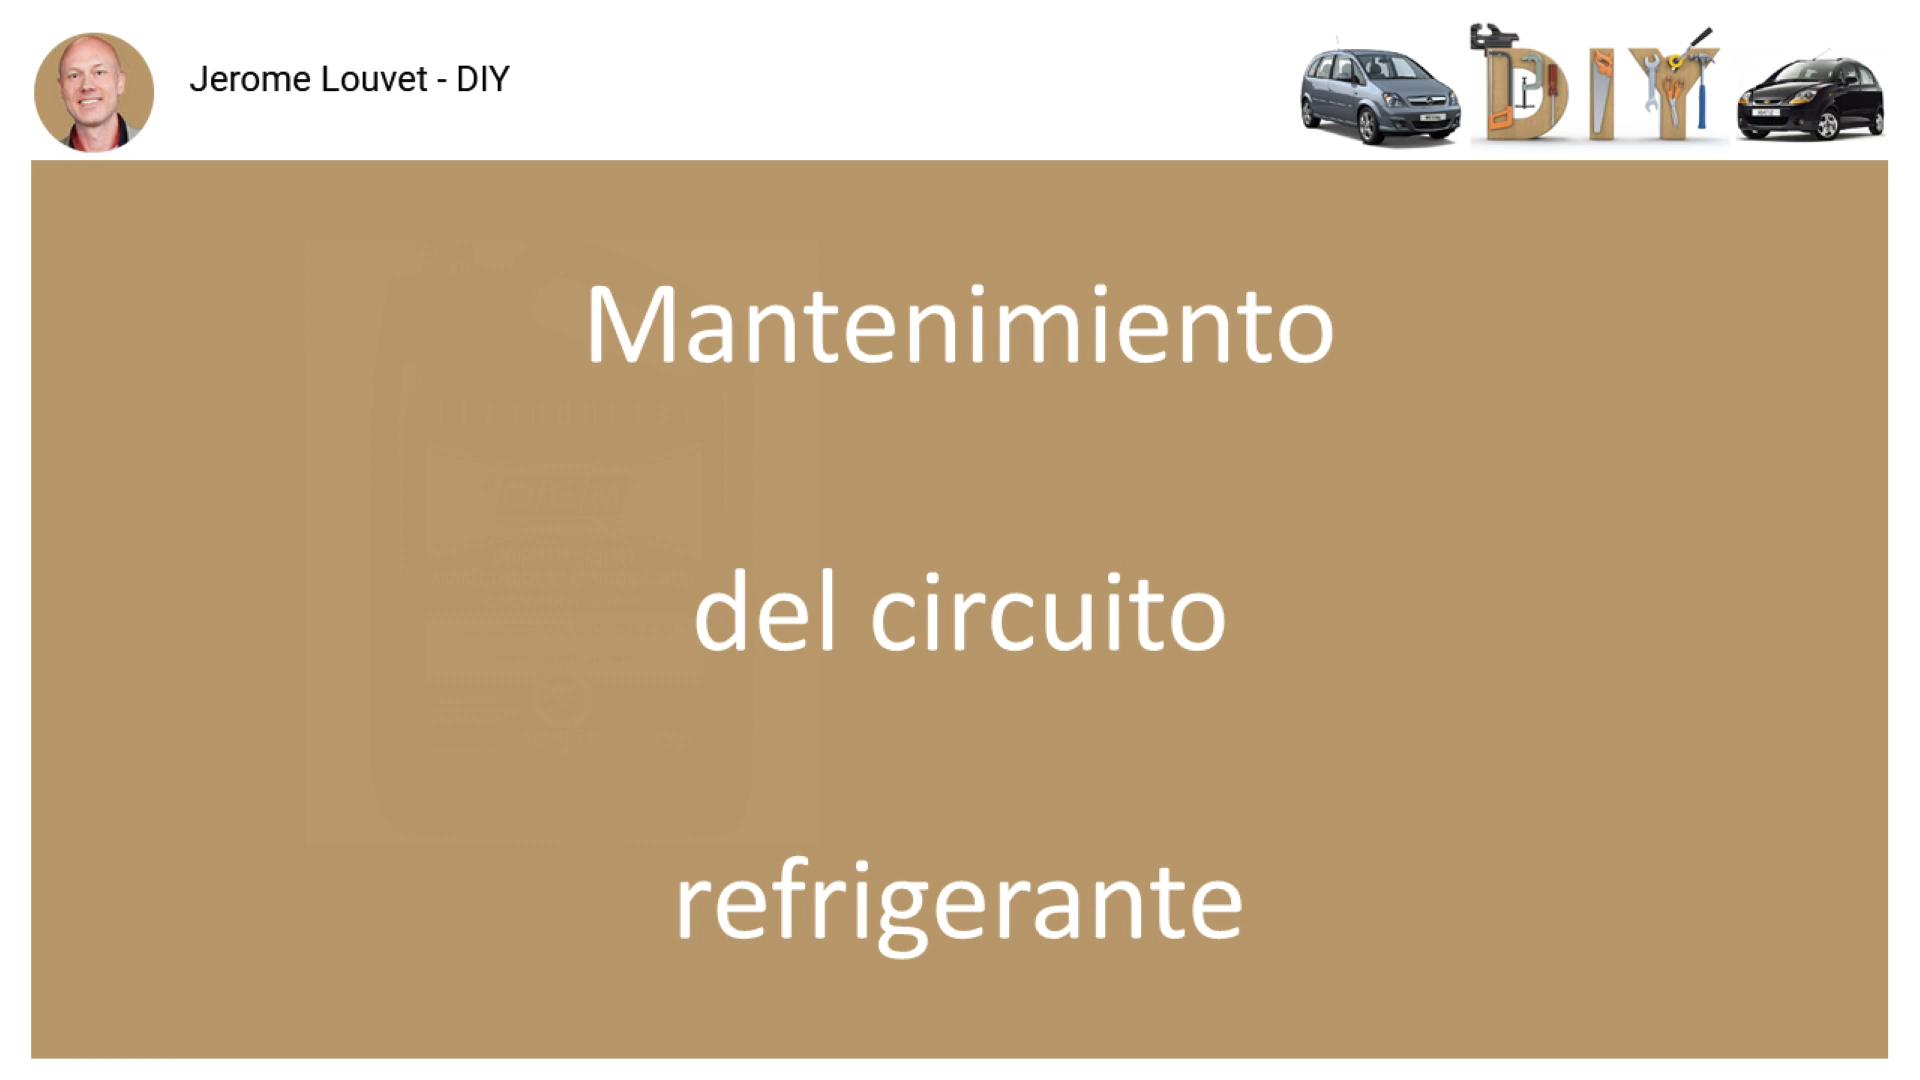 Jerome Louvet - DIY
DIY
Mantenimiento
del circuito
refrigerante